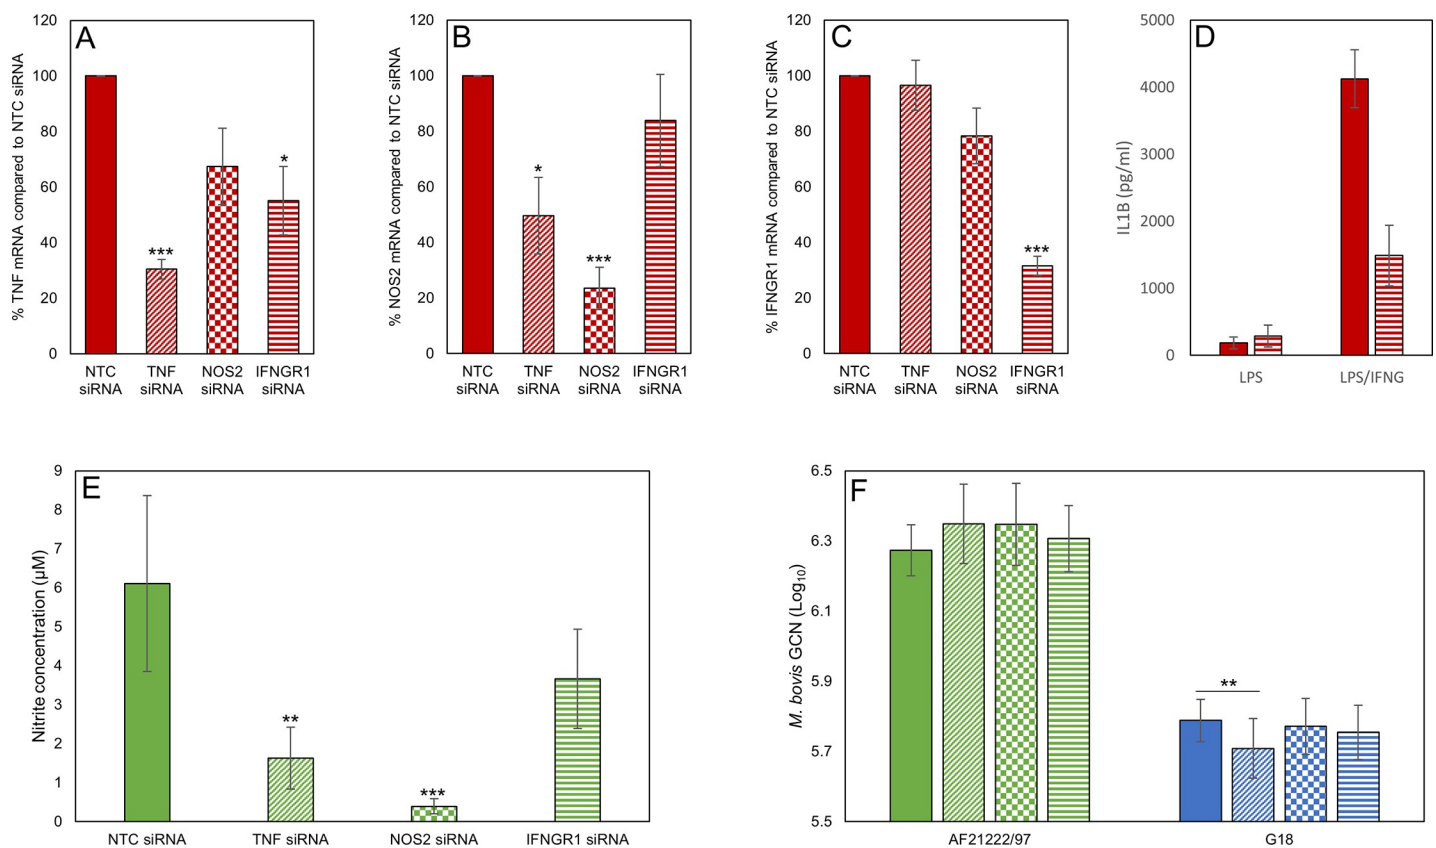 A
% TNF mRNA compared to NTC siRNA
120
100
80
60
40
20
0
***
*
NTC siRNA
TNF siRNA
NOS2 siRNA
IFNGR1 siRNA
B
% NOS2 mRNA compared to NTC siRNA
120
100
80
60
40
20
0
*
***
NTC siRNA
TNF siRNA
NOS2 siRNA
IFNGR1 siRNA
C
% IFNGR1 mRNA compared to NTC siRNA
120
100
80
60
40
20
0
***
NTC siRNA
TNF siRNA
NOS2 siRNA
IFNGR1 siRNA
D
IL1B (pg/ml)
5000
4000
3000
2000
1000
0
LPS
LPS/IFNG
E
Nitrite concentration (μM)
9
8
7
6
5
4
3
2
1
0
**
***
NTC siRNA
TNF siRNA
NOS2 siRNA
IFNGR1 siRNA
F
M. bovis GCN (Log10)
6.5
6.3
6.1
5.9
5.7
5.5
**
AF21222/97
G18